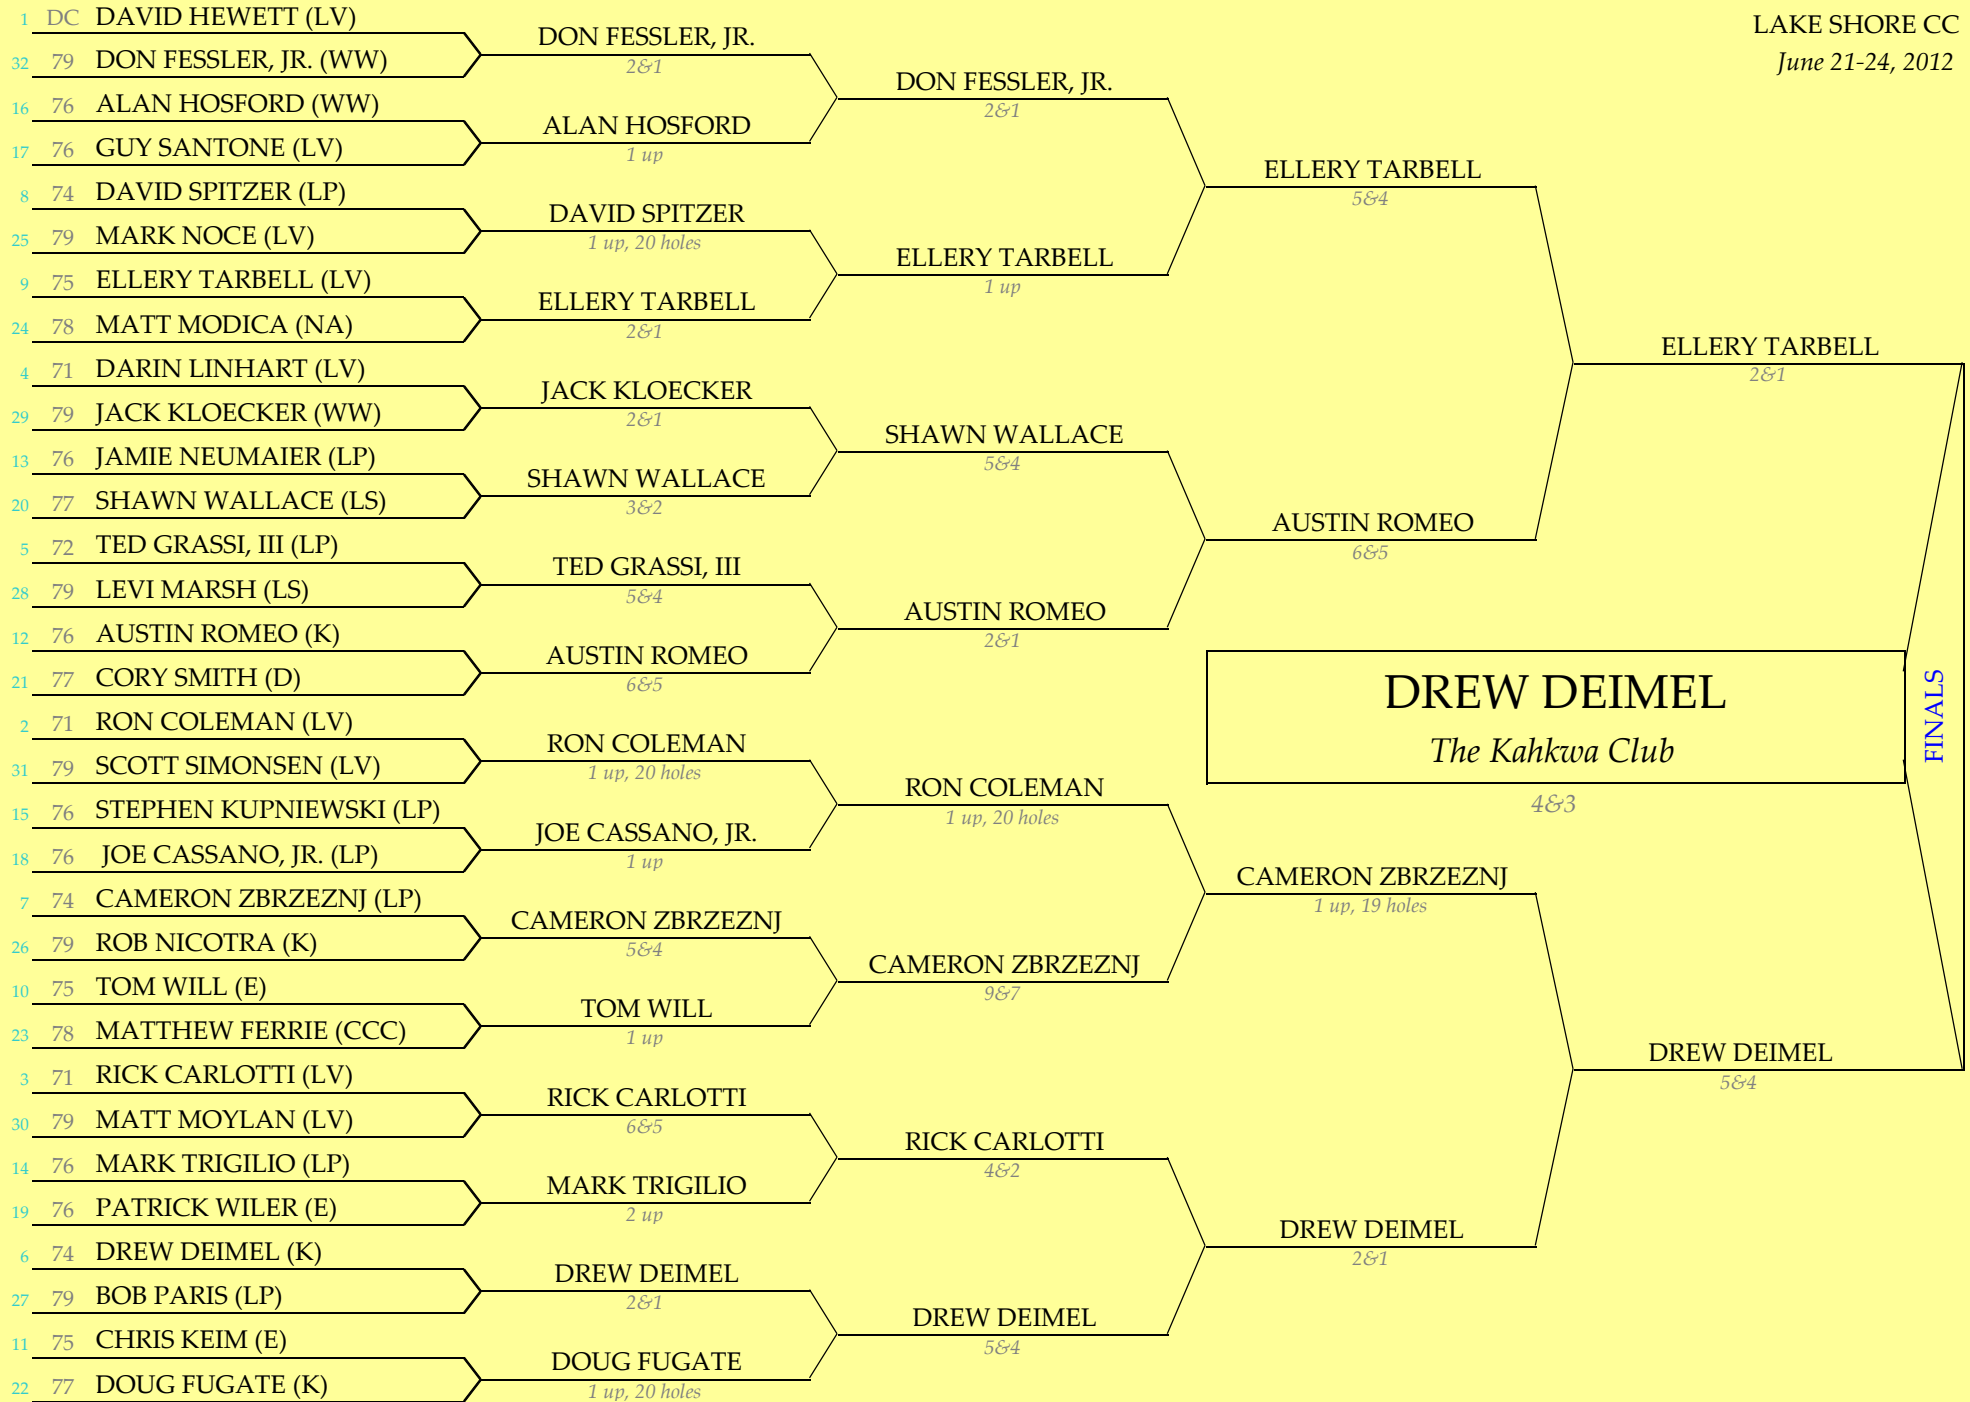 LAKE SHORE CC
June 21-24, 2012
1 DC DAVID HEWETT (LV)
32 79 DON FESSLER, JR. (WW)
16 76 ALAN HOSFORD (WW)
17 76 GUY SANTONE (LV)
8 74 DAVID SPITZER (LP)
25 79 MARK NOCE (LV)
9 75 ELLERY TARBELL (LV)
24 78 MATT MODICA (NA)
4 71 DARIN LINHART (LV)
29 79 JACK KLOECKER (WW)
13 76 JAMIE NEUMAIER (LP)
20 77 SHAWN WALLACE (LS)
5 72 TED GRASSI, III (LP)
28 79 LEVI MARSH (LS)
12 76 AUSTIN ROMEO (K)
21 77 CORY SMITH (D)
2 71 RON COLEMAN (LV)
31 79 SCOTT SIMONSEN (LV)
15 76 STEPHEN KUPNIEWSKI (LP)
18 76 JOE CASSANO, JR. (LP)
7 74 CAMERON ZBRZEZNJ (LP)
26 79 ROB NICOTRA (K)
10 75 TOM WILL (E)
23 78 MATTHEW FERRIE (CCC)
3 71 RICK CARLOTTI (LV)
30 79 MATT MOYLAN (LV)
14 76 MARK TRIGILIO (LP)
19 76 PATRICK WILER (E)
6 74 DREW DEIMEL (K)
27 79 BOB PARIS (LP)
11 75 CHRIS KEIM (E)
22 77 DOUG FUGATE (K)
DON FESSLER, JR.
2&1
ALAN HOSFORD
1 up
DAVID SPITZER
1 up, 20 holes
ELLERY TARBELL
2&1
JACK KLOECKER
2&1
SHAWN WALLACE
3&2
TED GRASSI, III
5&4
AUSTIN ROMEO
6&5
RON COLEMAN
1 up, 20 holes
JOE CASSANO, JR.
1 up
CAMERON ZBRZEZNJ
5&4
TOM WILL
1 up
RICK CARLOTTI
6&5
MARK TRIGILIO
2 up
DREW DEIMEL
2&1
DOUG FUGATE
1 up, 20 holes
DON FESSLER, JR.
2&1
ELLERY TARBELL
1 up
SHAWN WALLACE
5&4
AUSTIN ROMEO
2&1
RON COLEMAN
1 up, 20 holes
CAMERON ZBRZEZNJ
9&7
RICK CARLOTTI
4&2
DREW DEIMEL
5&4
ELLERY TARBELL
5&4
AUSTIN ROMEO
6&5
CAMERON ZBRZEZNJ
1 up, 19 holes
DREW DEIMEL
2&1
ELLERY TARBELL
2&1
DREW DEIMEL
5&4
DREW DEIMEL
The Kahkwa Club
4&3
FINALS